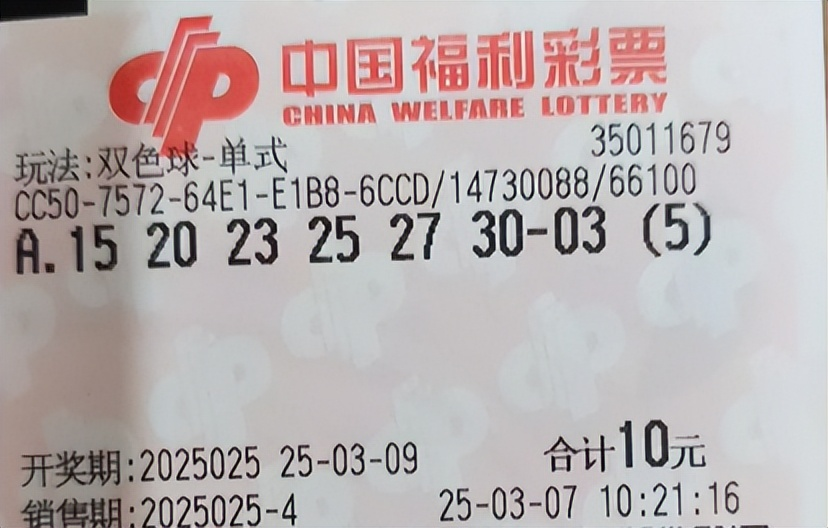 中国福利彩票
CHINA WELFARE LOTTERY
35011679
玩法:双色球-单式
CC50-7572-64E1-E1B8-6CCD/14730088/66100
A.15 20 23 25 27 30-03 (5)
开奖期:2025025 25-03-09 合计10元
销售期:2025025-4 25-03-07 10:21:16